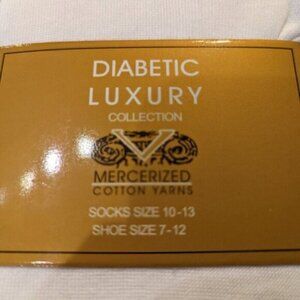 DIABETIC
LUXURY
COLLECTION
V
MERCERIZED
COTTON YARNS
SOCKS SIZE 10-13
SHOE SIZE 7-12